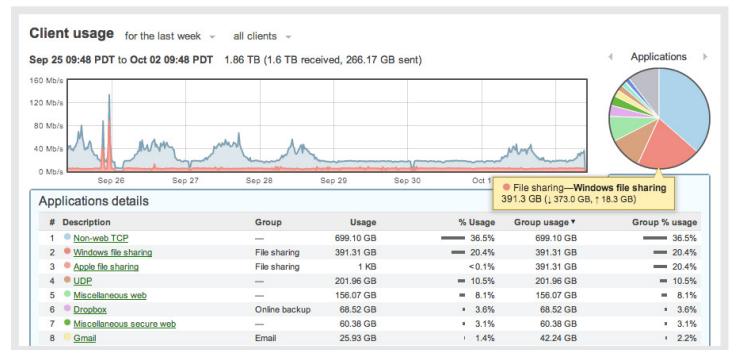 Client usage for the last week all clients
Sep 25 09:48 PDT to Oct 02 09:48 PDT 1.86 TB (1.6 TB received, 266.17 GB sent)
Applications
160 Mb/s
120 Mb/s
80 Mb/s
40 Mb/s
0 Mb/s
Sep 26 Sep 27 Sep 28 Sep 29 Sep 30 Oct 1
File sharing—Windows file sharing
391.3 GB (↓ 373.0 GB, ↑ 18.3 GB)
Applications details
# Description Group Usage % Usage Group usage ▼ Group % usage
1 Non-web TCP — 699.10 GB 36.5% 699.10 GB 36.5%
2 Windows file sharing File sharing 391.31 GB 20.4% 391.31 GB 20.4%
3 Apple file sharing File sharing 1 KB <0.1% 391.31 GB 20.4%
4 UDP — 201.96 GB 10.5% 201.96 GB 10.5%
5 Miscellaneous web — 156.07 GB 8.1% 156.07 GB 8.1%
6 Dropbox Online backup 68.52 GB 3.6% 68.52 GB 3.6%
7 Miscellaneous secure web — 60.38 GB 3.1% 60.38 GB 3.1%
8 Gmail Email 25.93 GB 1.4% 42.24 GB 2.2%